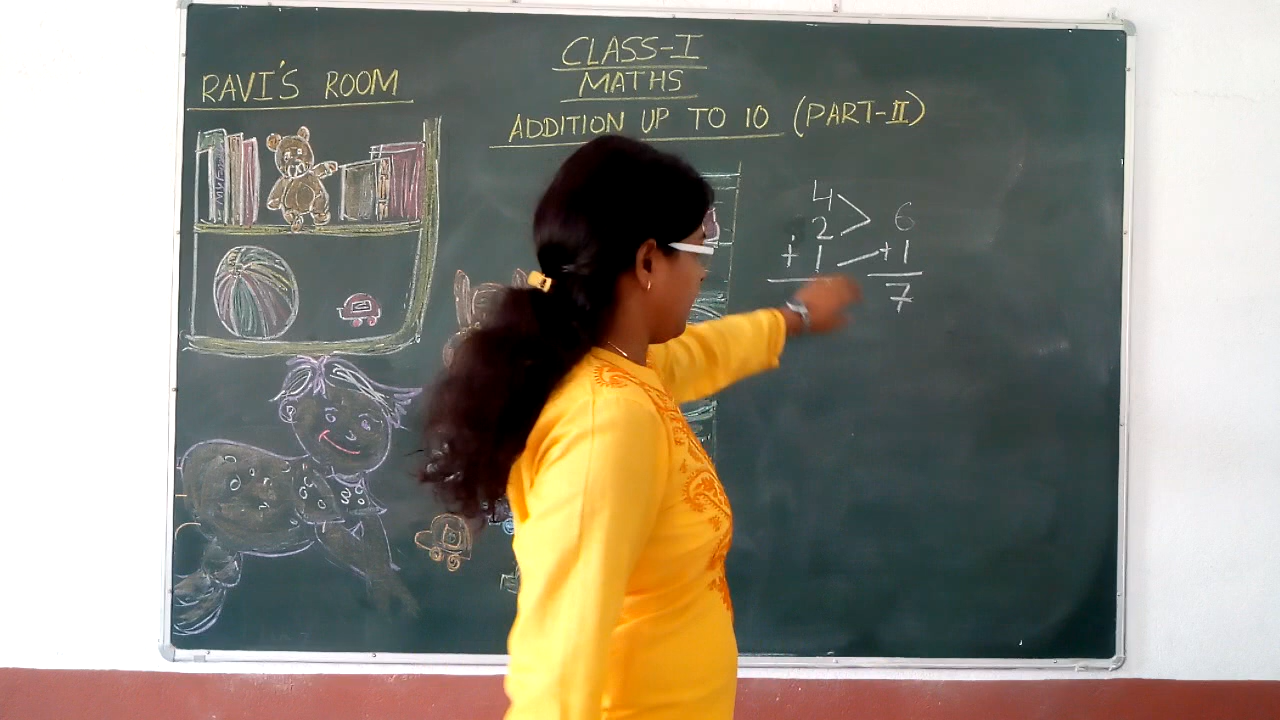 RAVI'S ROOM
CLASS-I
MATHS
ADDITION UP TO 10 (PART-II)
4
2
+ 1
6
+ 1
7